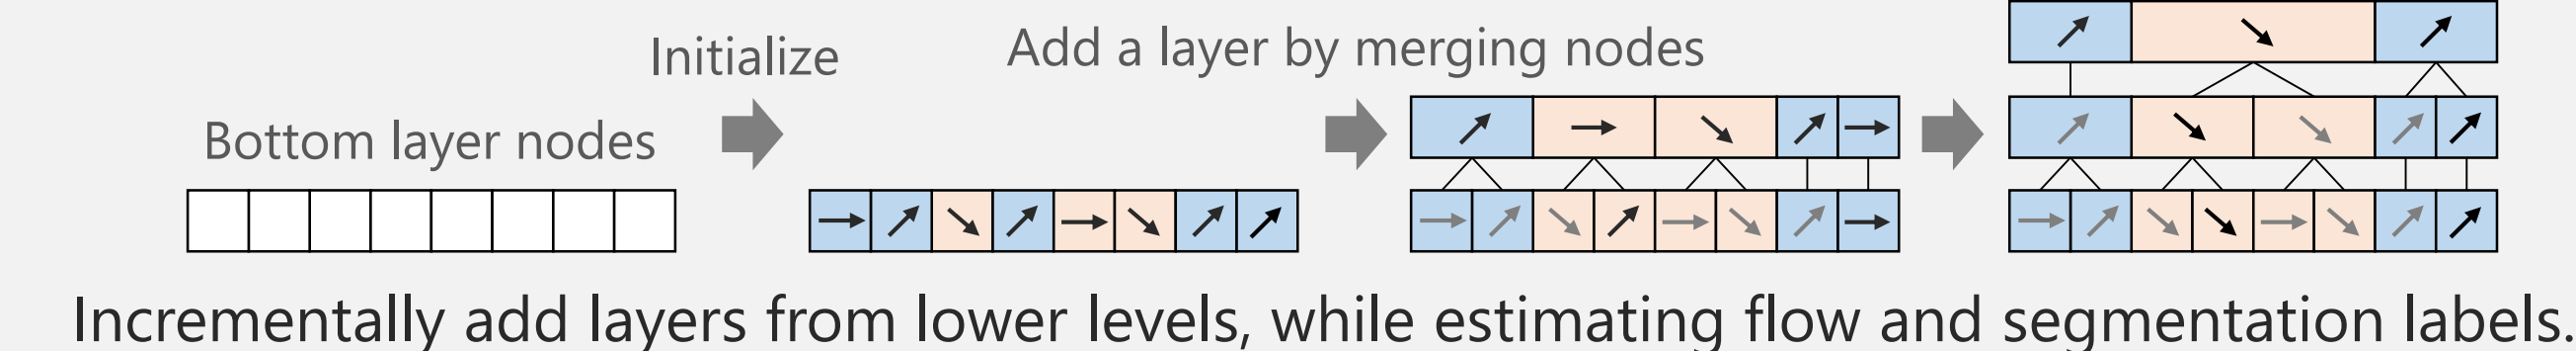 Initialize
Add a layer by merging nodes
Bottom layer nodes
Incrementally add layers from lower levels, while estimating flow and segmentation labels.